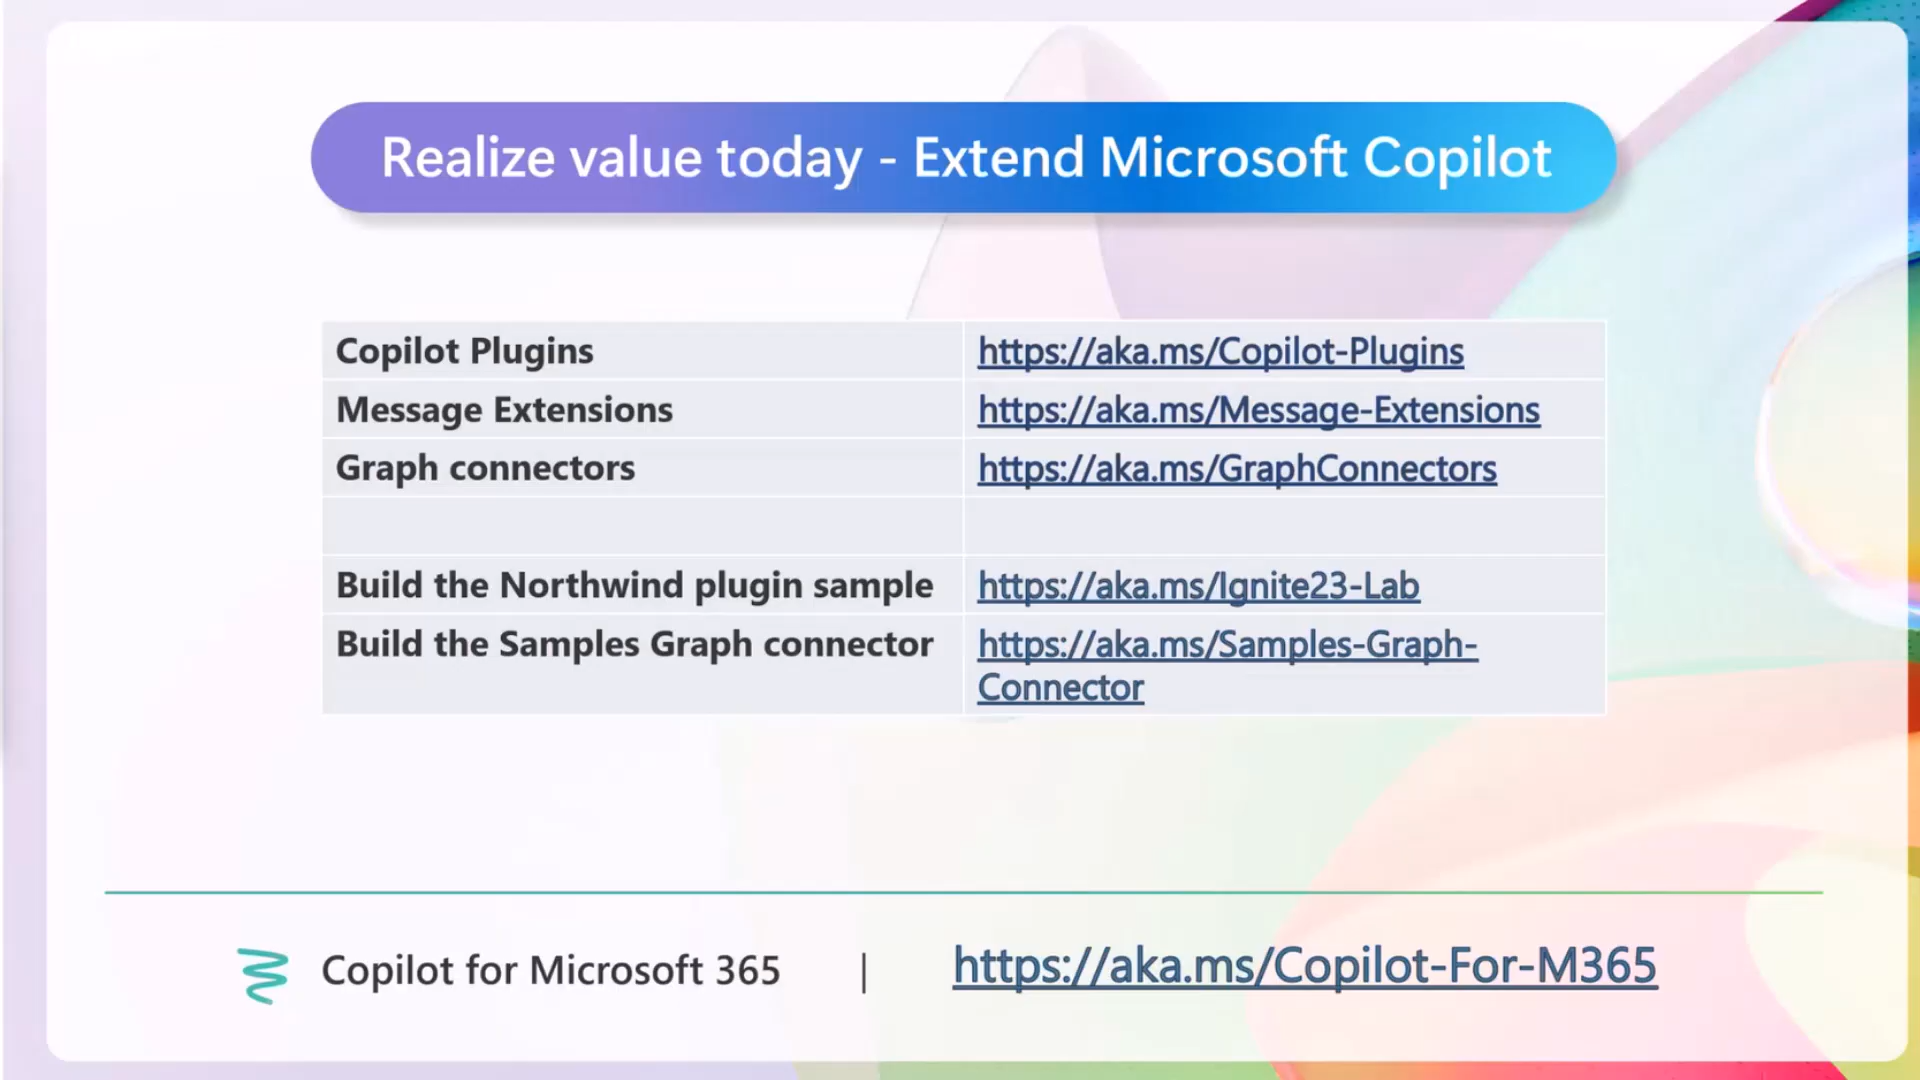 Realize value today - Extend Microsoft Copilot
Copilot Plugins https://aka.ms/Copilot-Plugins
Message Extensions https://aka.ms/Message-Extensions
Graph connectors https://aka.ms/GraphConnectors
Build the Northwind plugin sample https://aka.ms/Ignite23-Lab
Build the Samples Graph connector https://aka.ms/Samples-Graph-
Connector
Copilot for Microsoft 365 | https://aka.ms/Copilot-For-M365